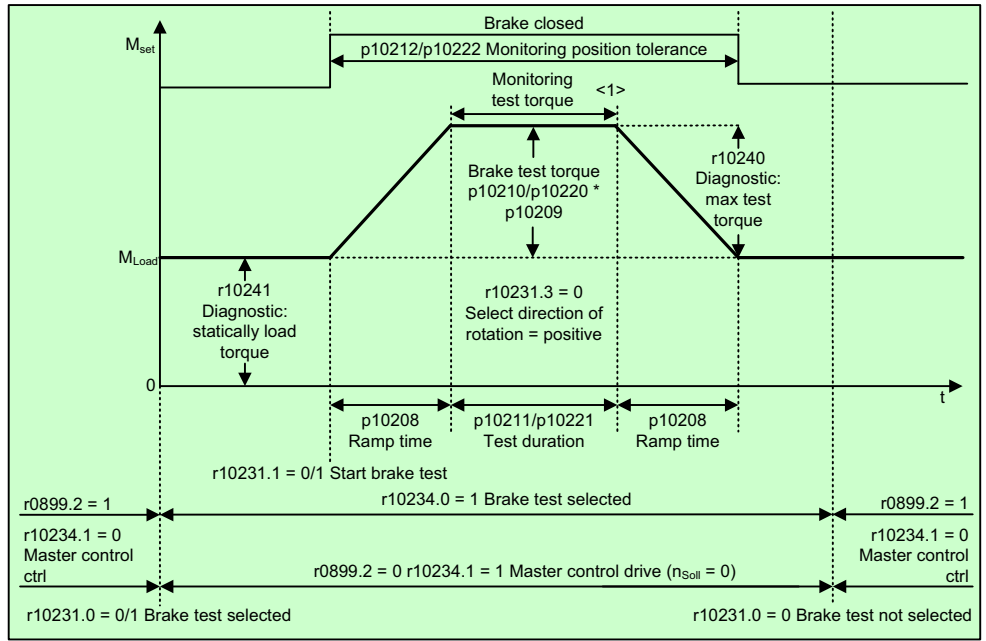 Brake closed
M_set
p10212/p10222 Monitoring position tolerance
Monitoring
test torque
<1>
Brake test torque
p10210/p10220 *
p10209
r10240
Diagnostic:
max test
torque
M_Load
r10241
Diagnostic:
statically load
torque
r10231.3 = 0
Select direction of
rotation = positive
0
t
p10208
Ramp time
p10211/p10221
Test duration
p10208
Ramp time
r10231.1 = 0/1 Start brake test
r0899.2 = 1
r10234.0 = 1 Brake test selected
r0899.2 = 1
r10234.1 = 0
Master control
ctrl
r0899.2 = 0 r10234.1 = 1 Master control drive (n_Soll = 0)
r10234.1 = 0
Master control
ctrl
r10231.0 = 0/1 Brake test selected
r10231.0 = 0 Brake test not selected